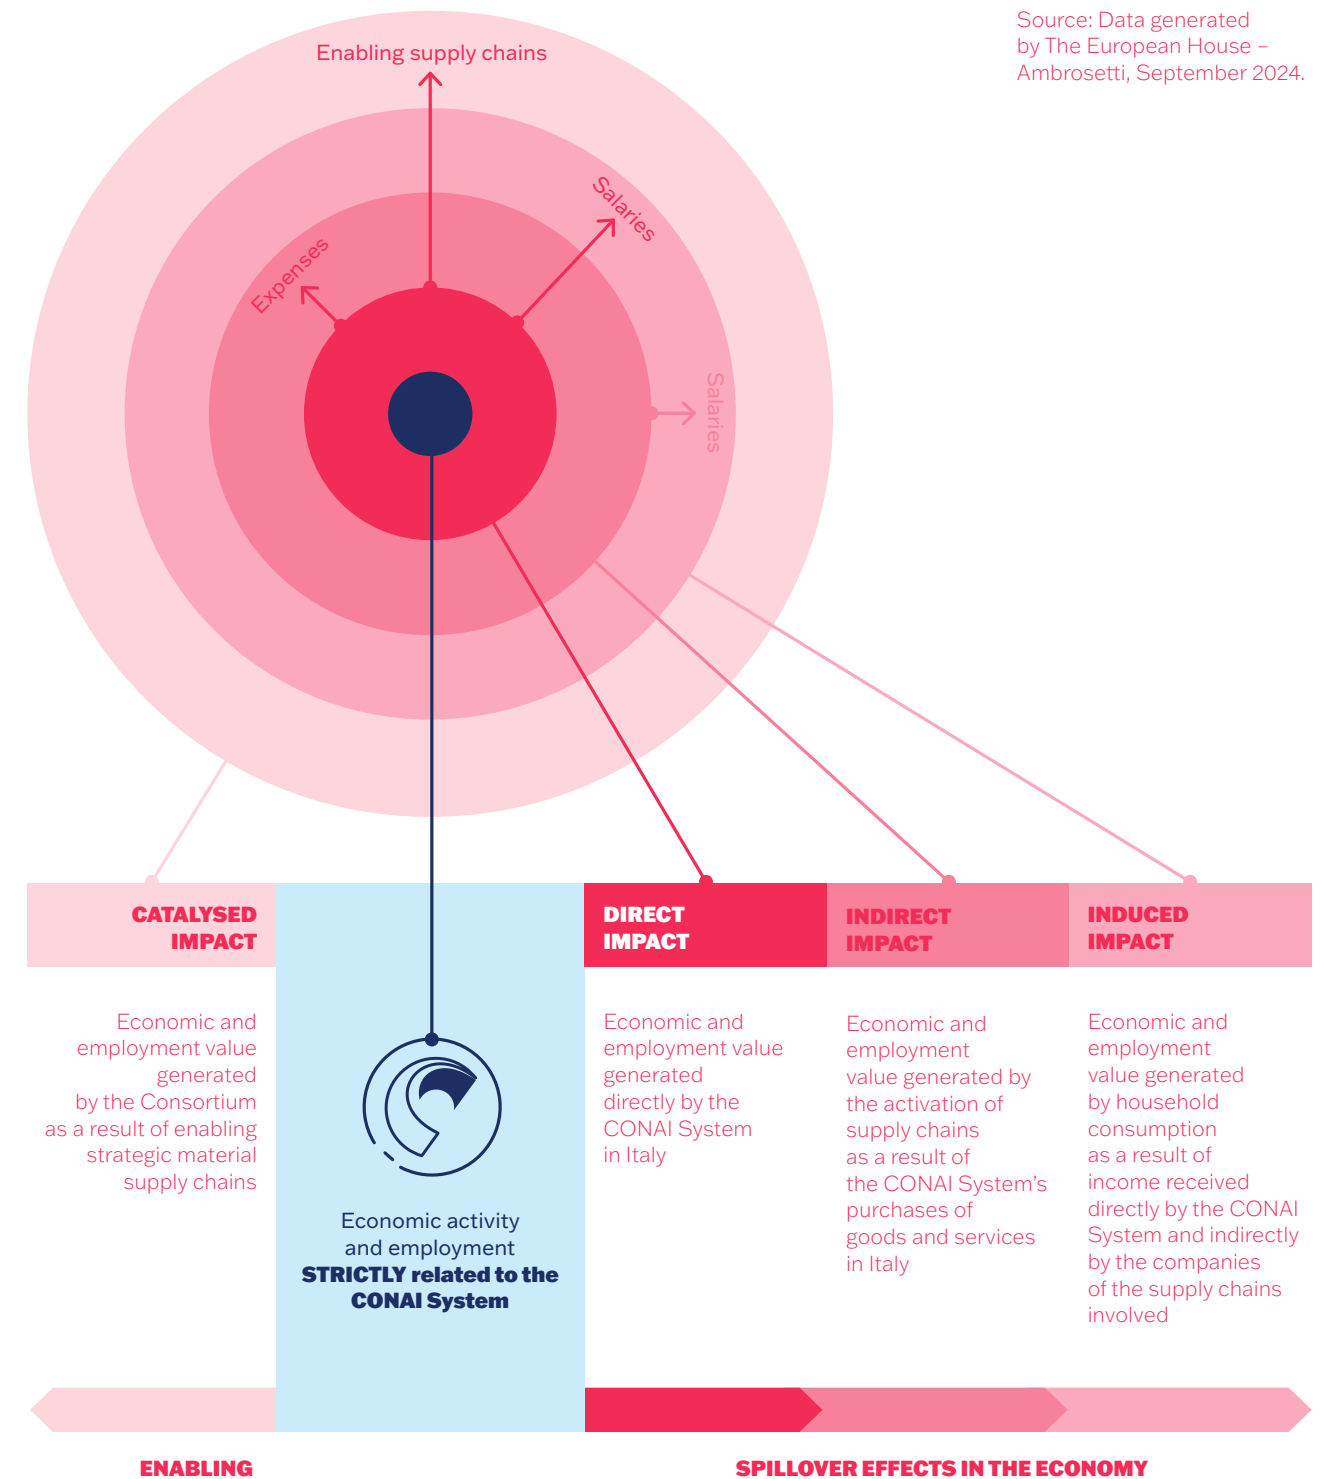 Source: Data generated
by The European House –
Ambrosetti, September 2024.
Enabling supply chains
Salaries
Expenses
Salaries
CATALYSED
IMPACT
Economic and
employment value
generated
by the Consortium
as a result of enabling
strategic material
supply chains
Economic activity
and employment
STRICTLY related to the
CONAI System
DIRECT
IMPACT
Economic and
employment value
generated
directly by the
CONAI System
in Italy
INDIRECT
IMPACT
Economic and
employment
value generated by
the activation of
supply chains
as a result of
the CONAI System’s
purchases of
goods and services
in Italy
INDUCED
IMPACT
Economic and
employment
value generated
by household
consumption
as a result of
income received
directly by the CONAI
System and indirectly
by the companies
of the supply chains
involved
ENABLING
SPILLOVER EFFECTS IN THE ECONOMY